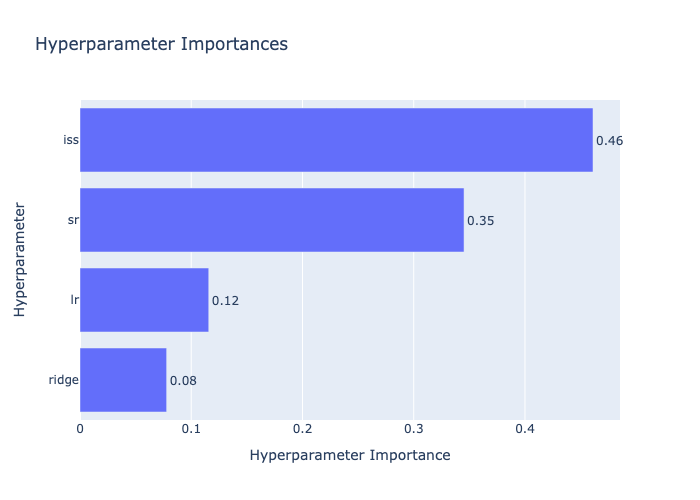 Hyperparameter Importances
Hyperparameter
iss
0.46
sr
0.35
lr
0.12
ridge
0.08
0
0.1
0.2
0.3
0.4
Hyperparameter Importance